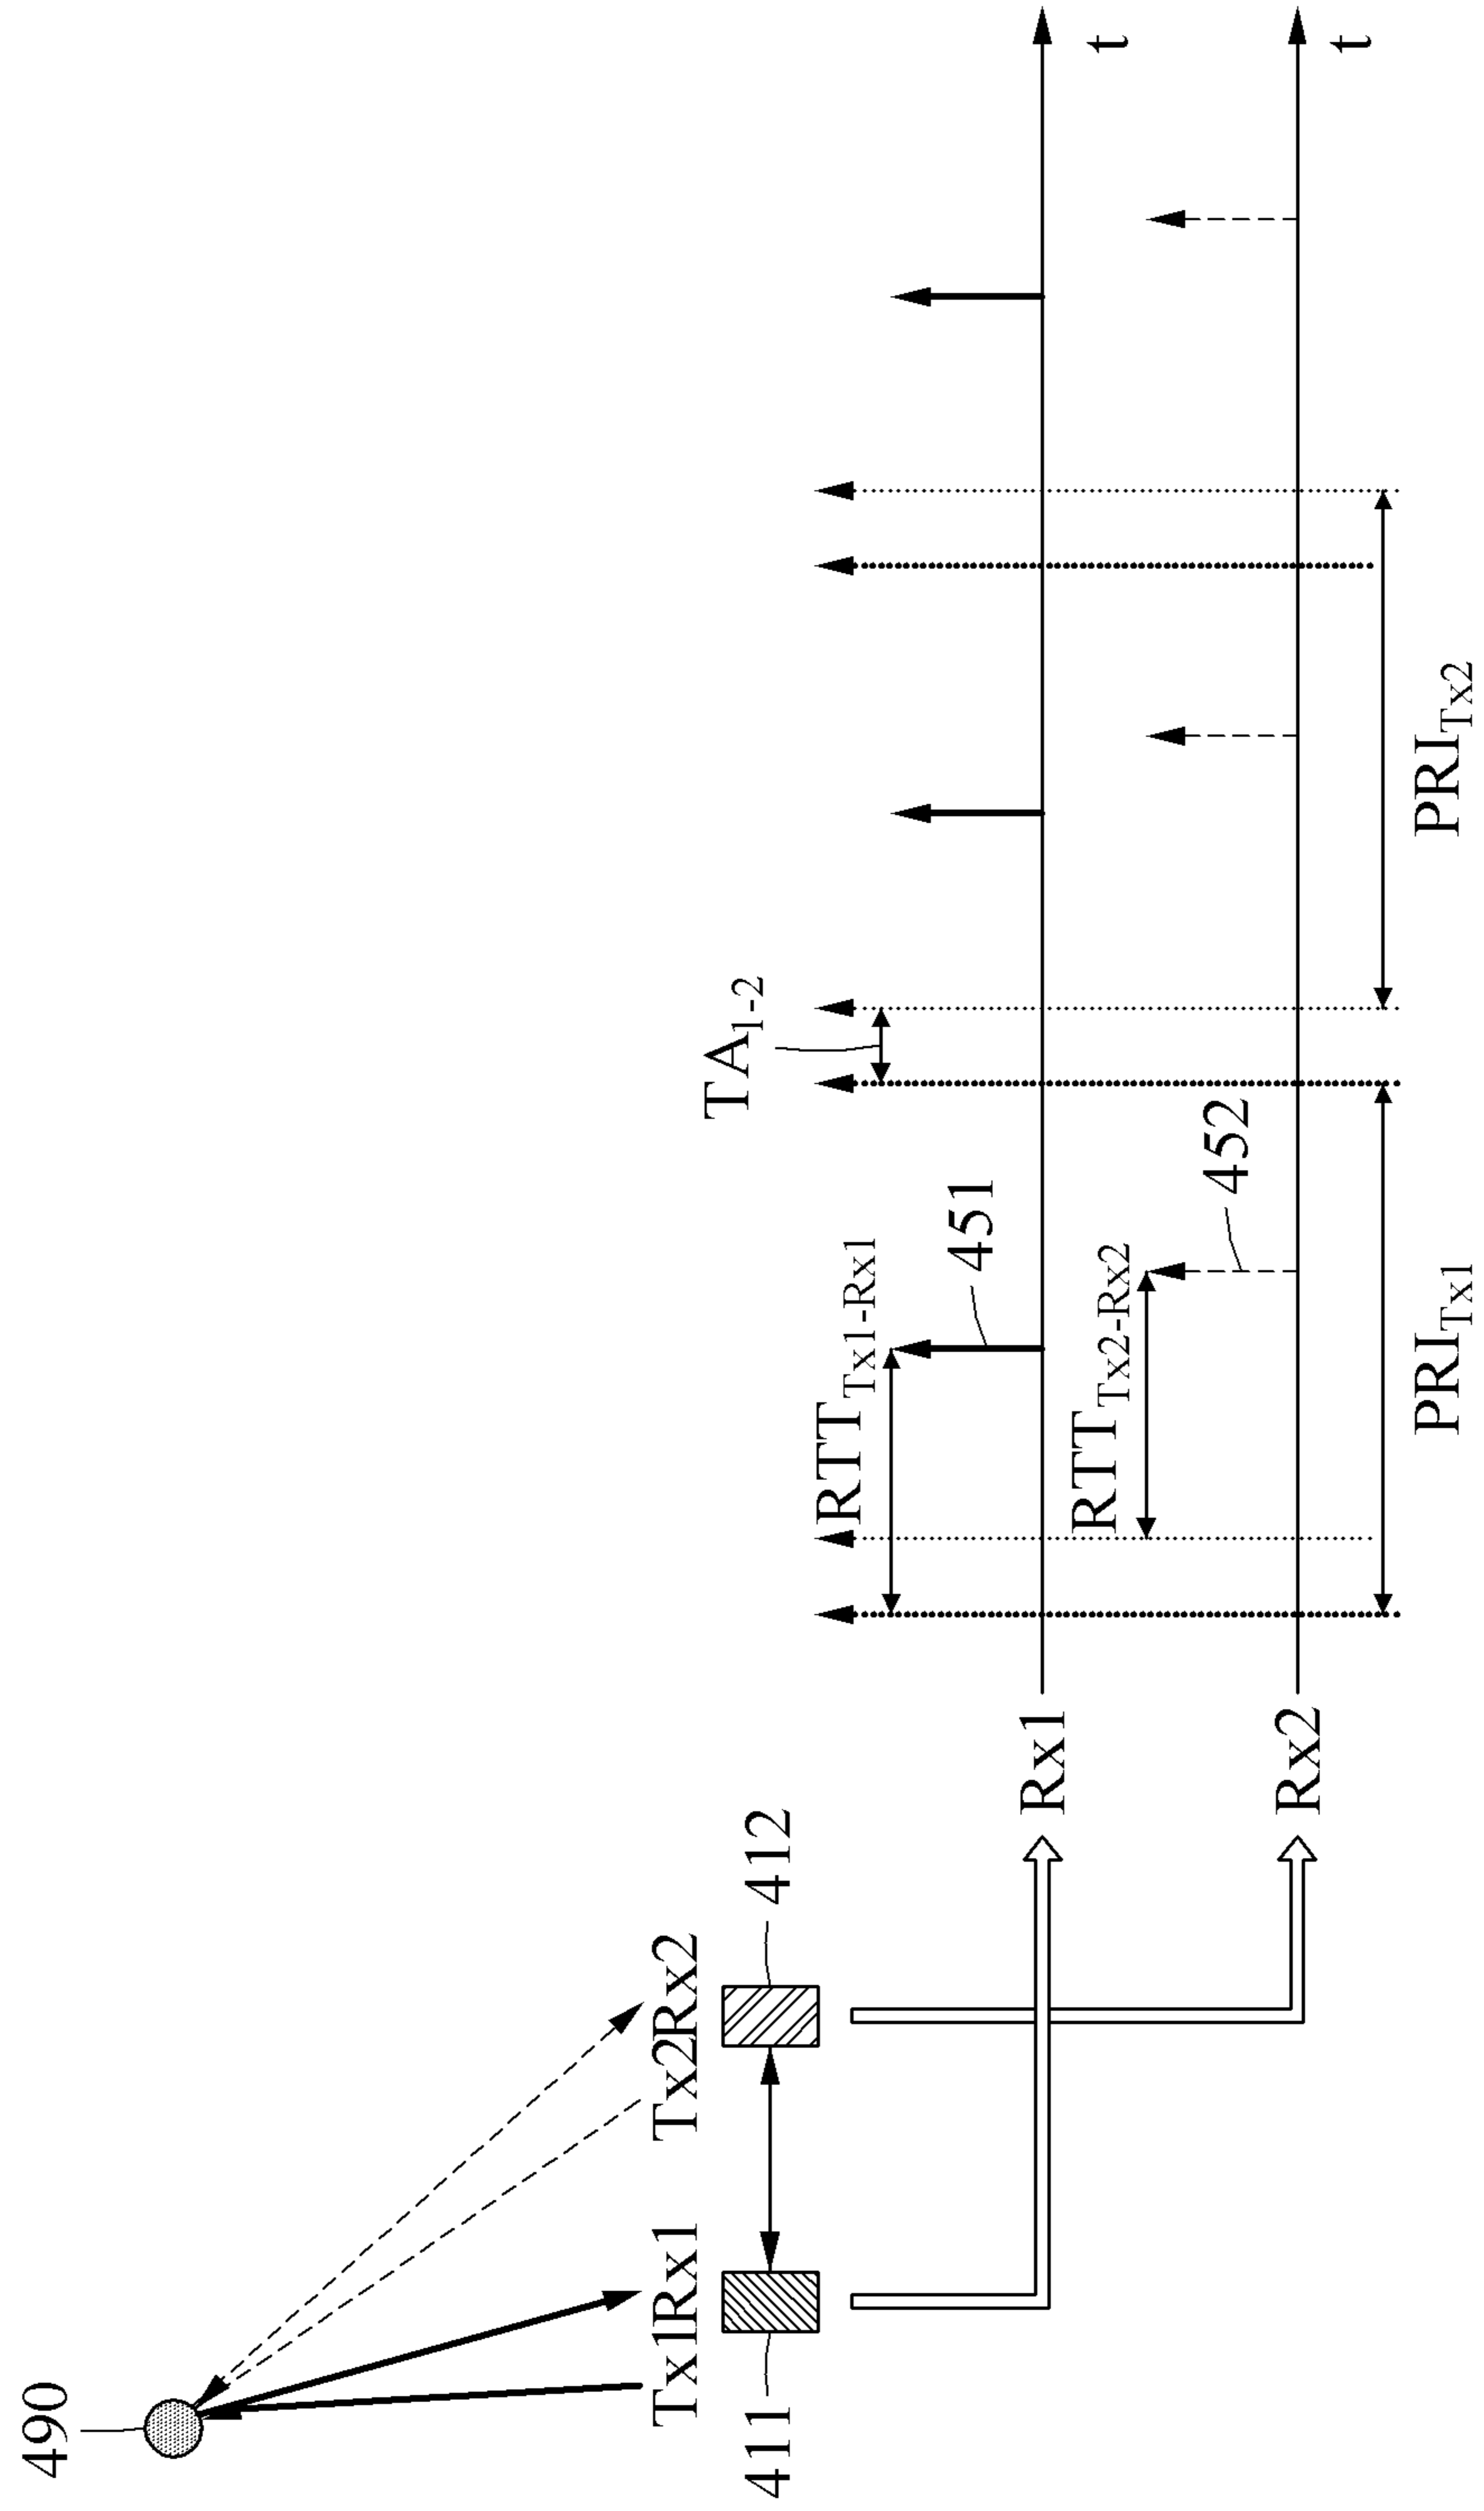 490
Tx1Rx1
Tx2Rx2
411
412
TA1-2
RTTTx1-Rx1
451
Rx1
t
RTTTx2-Rx2
452
Rx2
t
PRITx1
PRITx2